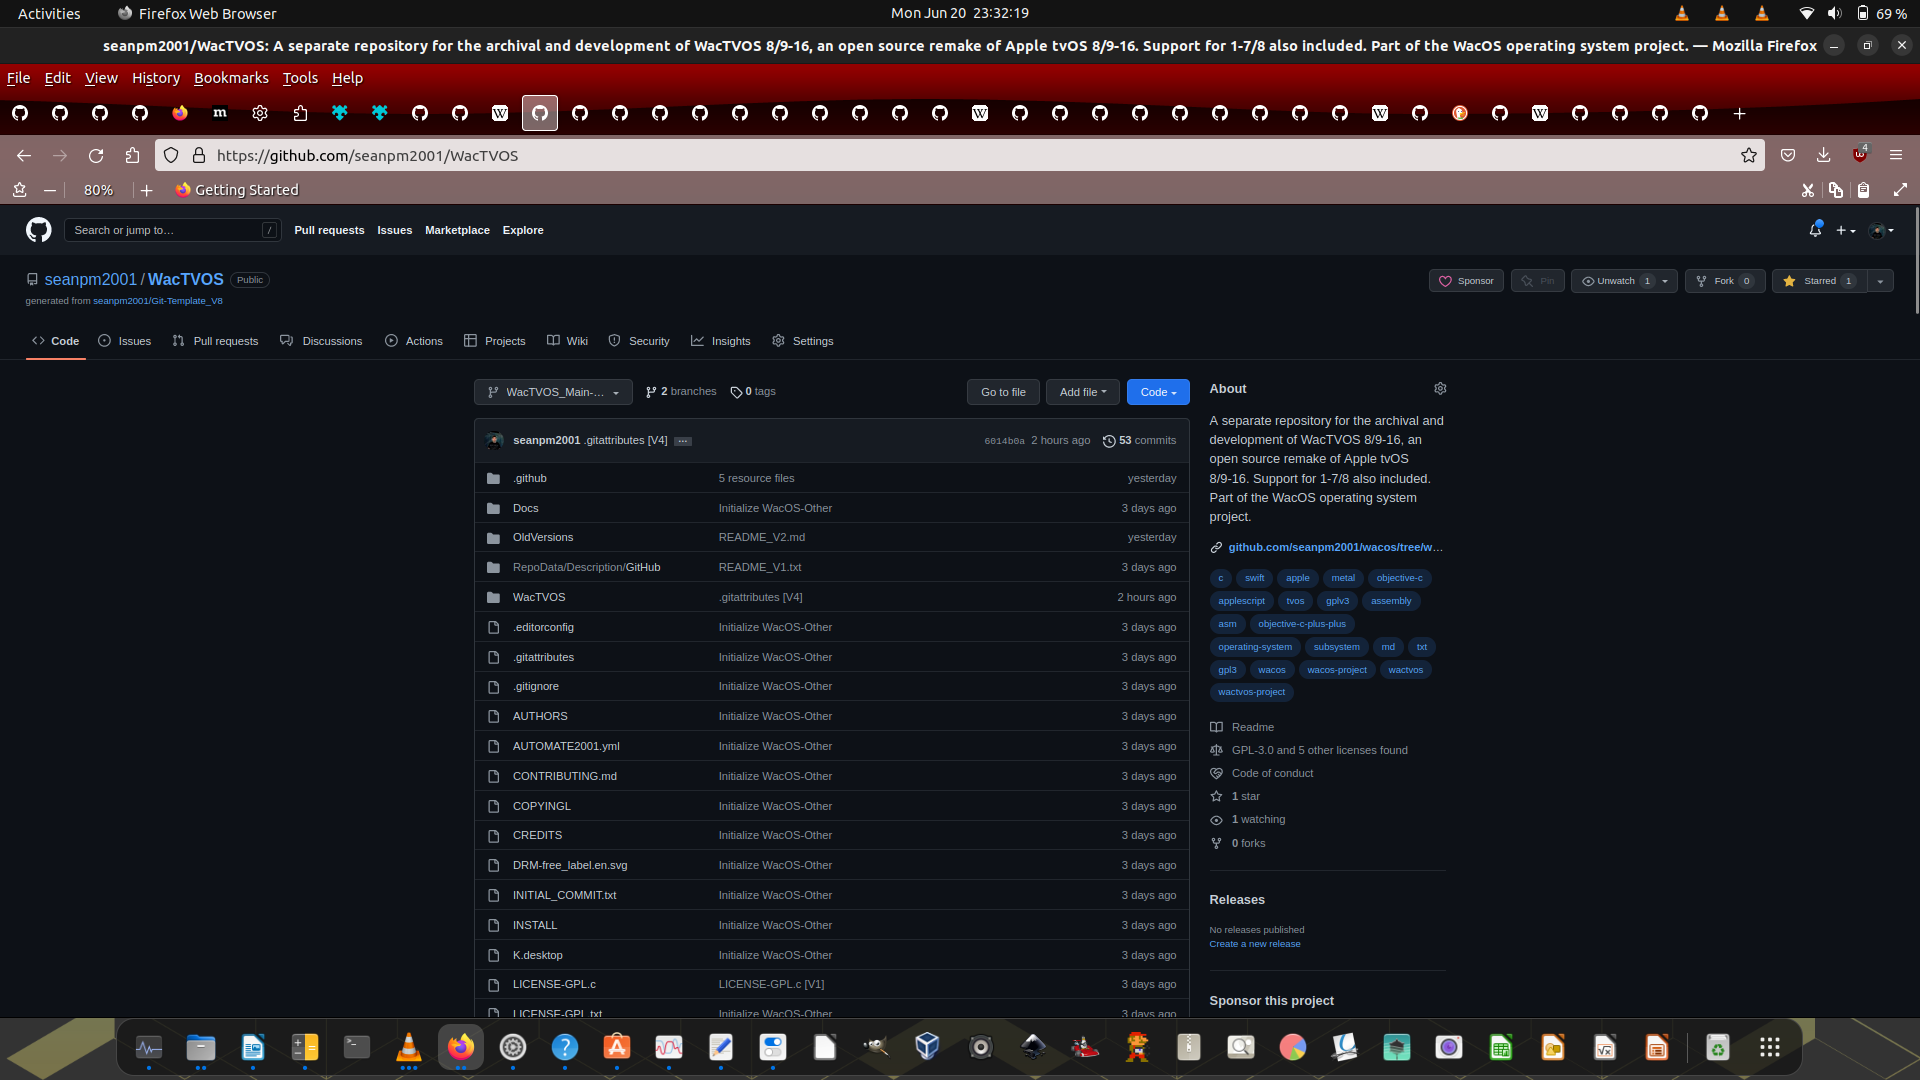 Activities Firefox Web Browser Mon Jun 20 23:32:19 69 %
seanpm2001/WacTVOS: A separate repository for the archival and development of WacTVOS 8/9-16, an open source remake of Apple tvOS 8/9-16. Support for 1-7/8 also included. Part of the WacOS operating system project. — Mozilla Firefox
File Edit View History Bookmarks Tools Help
https://github.com/seanpm2001/WacTVOS 4
80% Getting Started
Search or jump to… / Pull requests Issues Marketplace Explore
seanpm2001 / WacTVOS Public Sponsor Pin Unwatch 1 Fork 0 Starred 1
generated from seanpm2001/Git-Template_V8
Code Issues Pull requests Discussions Actions Projects Wiki Security Insights Settings
WacTVOS_Main-... 2 branches 0 tags Go to file Add file Code
seanpm2001 .gitattributes [V4] ... 6014b0a 2 hours ago 53 commits
.github 5 resource files yesterday
Docs Initialize WacOS-Other 3 days ago
OldVersions README_V2.md yesterday
RepoData/Description/GitHub README_V1.txt 3 days ago
WacTVOS .gitattributes [V4] 2 hours ago
.editorconfig Initialize WacOS-Other 3 days ago
.gitattributes Initialize WacOS-Other 3 days ago
.gitignore Initialize WacOS-Other 3 days ago
AUTHORS Initialize WacOS-Other 3 days ago
AUTOMATE2001.yml Initialize WacOS-Other 3 days ago
CONTRIBUTING.md Initialize WacOS-Other 3 days ago
COPYINGL Initialize WacOS-Other 3 days ago
CREDITS Initialize WacOS-Other 3 days ago
DRM-free_label.en.svg Initialize WacOS-Other 3 days ago
INITIAL_COMMIT.txt Initialize WacOS-Other 3 days ago
INSTALL Initialize WacOS-Other 3 days ago
K.desktop Initialize WacOS-Other 3 days ago
LICENSE-GPL.c LICENSE-GPL.c [V1] 3 days ago
LICENSE-GPL.txt Initialize WacOS-Other 3 days ago
About
A separate repository for the archival and
development of WacTVOS 8/9-16, an
open source remake of Apple tvOS
8/9-16. Support for 1-7/8 also included.
Part of the WacOS operating system
project.
github.com/seanpm2001/wacos/tree/w...
c swift apple metal objective-c
applescript tvos gplv3 assembly
asm objective-c-plus-plus
operating-system subsystem md txt
gpl3 wacos wacos-project wactvos
wactvos-project
Readme
GPL-3.0 and 5 other licenses found
Code of conduct
1 star
1 watching
0 forks
Releases
No releases published
Create a new release
Sponsor this project